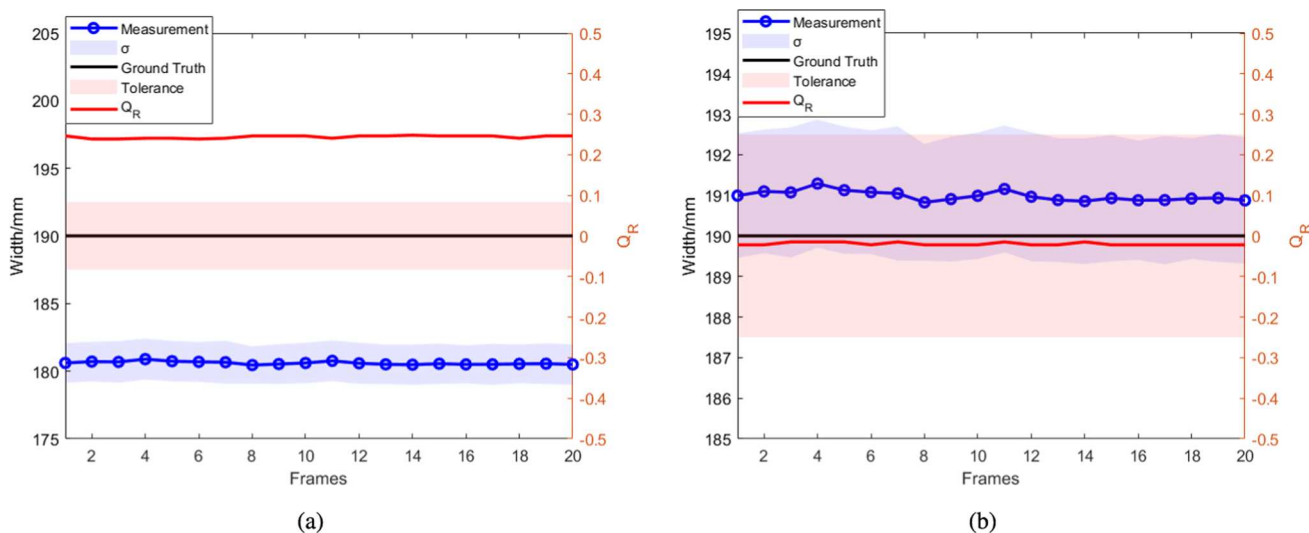 Measurement
σ
Ground Truth
Tolerance
Q_R
205
200
195
190
185
180
175
Width/mm
2 4 6 8 10 12 14 16 18 20
Frames
0.5
0.4
0.3
0.2
0.1
0
-0.1
-0.2
-0.3
-0.4
-0.5
Q_R
(a)
Measurement
σ
Ground Truth
Tolerance
Q_R
195
194
193
192
191
190
189
188
187
186
185
Width/mm
2 4 6 8 10 12 14 16 18 20
Frames
0.5
0.4
0.3
0.2
0.1
0
-0.1
-0.2
-0.3
-0.4
-0.5
Q_R
(b)